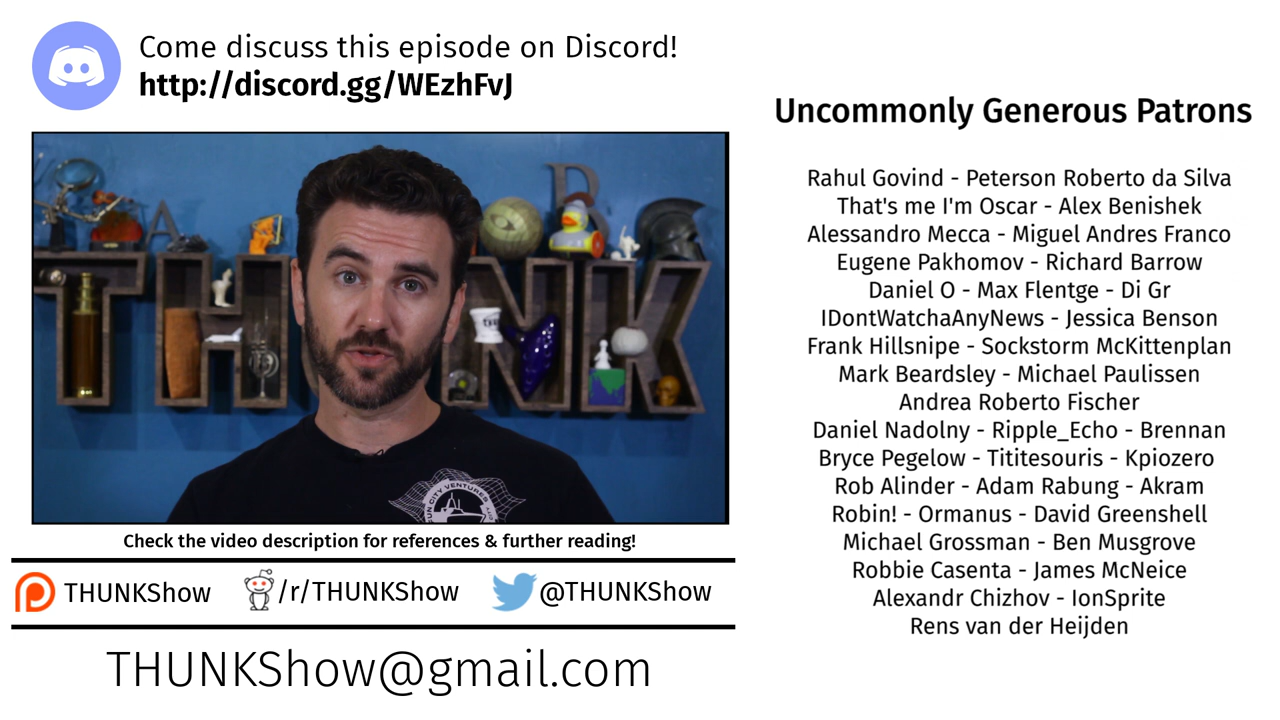 Come discuss this episode on Discord!
http://discord.gg/WEzhFvJ
THUNK
Check the video description for references & further reading!
THUNKShow
/r/THUNKShow
@THUNKShow
THUNKShow@gmail.com
Uncommonly Generous Patrons
Rahul Govind - Peterson Roberto da Silva
That's me I'm Oscar - Alex Benishek
Alessandro Mecca - Miguel Andres Franco
Eugene Pakhomov - Richard Barrow
Daniel O - Max Flentge - Di Gr
IDontWatchaAnyNews - Jessica Benson
Frank Hillsnipe - Sockstorm McKittenplan
Mark Beardsley - Michael Paulissen
Andrea Roberto Fischer
Daniel Nadolny - Ripple_Echo - Brennan
Bryce Pegelow - Tititesouris - Kpiozero
Rob Alinder - Adam Rabung - Akram
Robin! - Ormanus - David Greenshell
Michael Grossman - Ben Musgrove
Robbie Casenta - James McNeice
Alexandr Chizhov - IonSprite
Rens van der Heijden